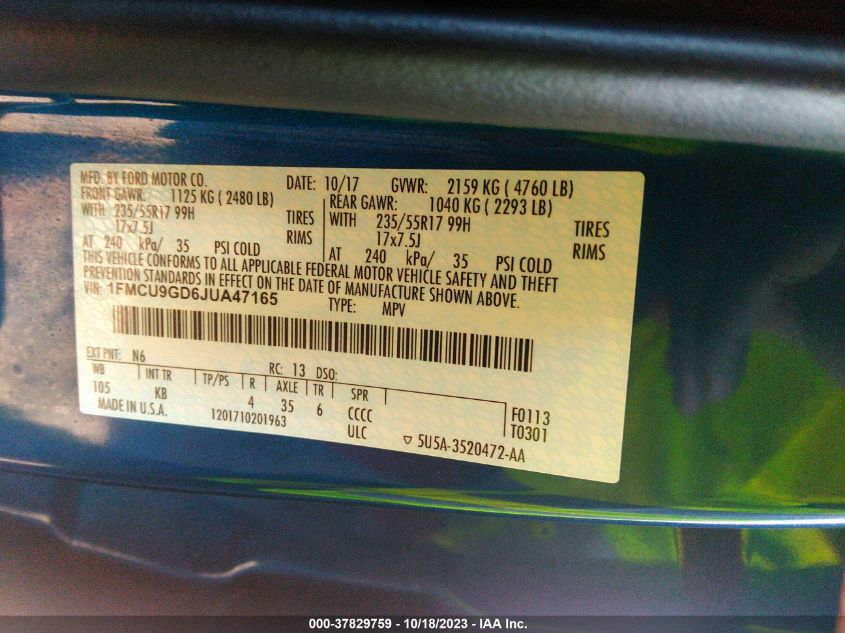 MFD. BY FORD MOTOR CO.
DATE: 10/17 GVWR: 2159 KG ( 4760 LB)
FRONT GAWR: 1125 KG ( 2480 LB)
WITH 235/55R17 99H TIRES
17x7.5J RIMS
AT 240 kPa/ 35 PSI COLD
REAR GAWR: 1040 KG ( 2293 LB)
WITH 235/55R17 99H TIRES
17x7.5J RIMS
AT 240 kPa/ 35 PSI COLD
THIS VEHICLE CONFORMS TO ALL APPLICABLE FEDERAL MOTOR VEHICLE SAFETY AND THEFT
PREVENTION STANDARDS IN EFFECT ON THE DATE OF MANUFACTURE SHOWN ABOVE.
VIN: 1FMCU9GD6JUA47165
TYPE: MPV
EXT PNT: N6 RC: 13 DSO:
WB INT TR TP/PS R AXLE TR SPR
105 KB 4 35 6 CCCC F0113
MADE IN U.S.A. 1201710201963 ULC T0301
▽ 5U5A-3520472-AA
000-37829759 - 10/18/2023 - IAA Inc.